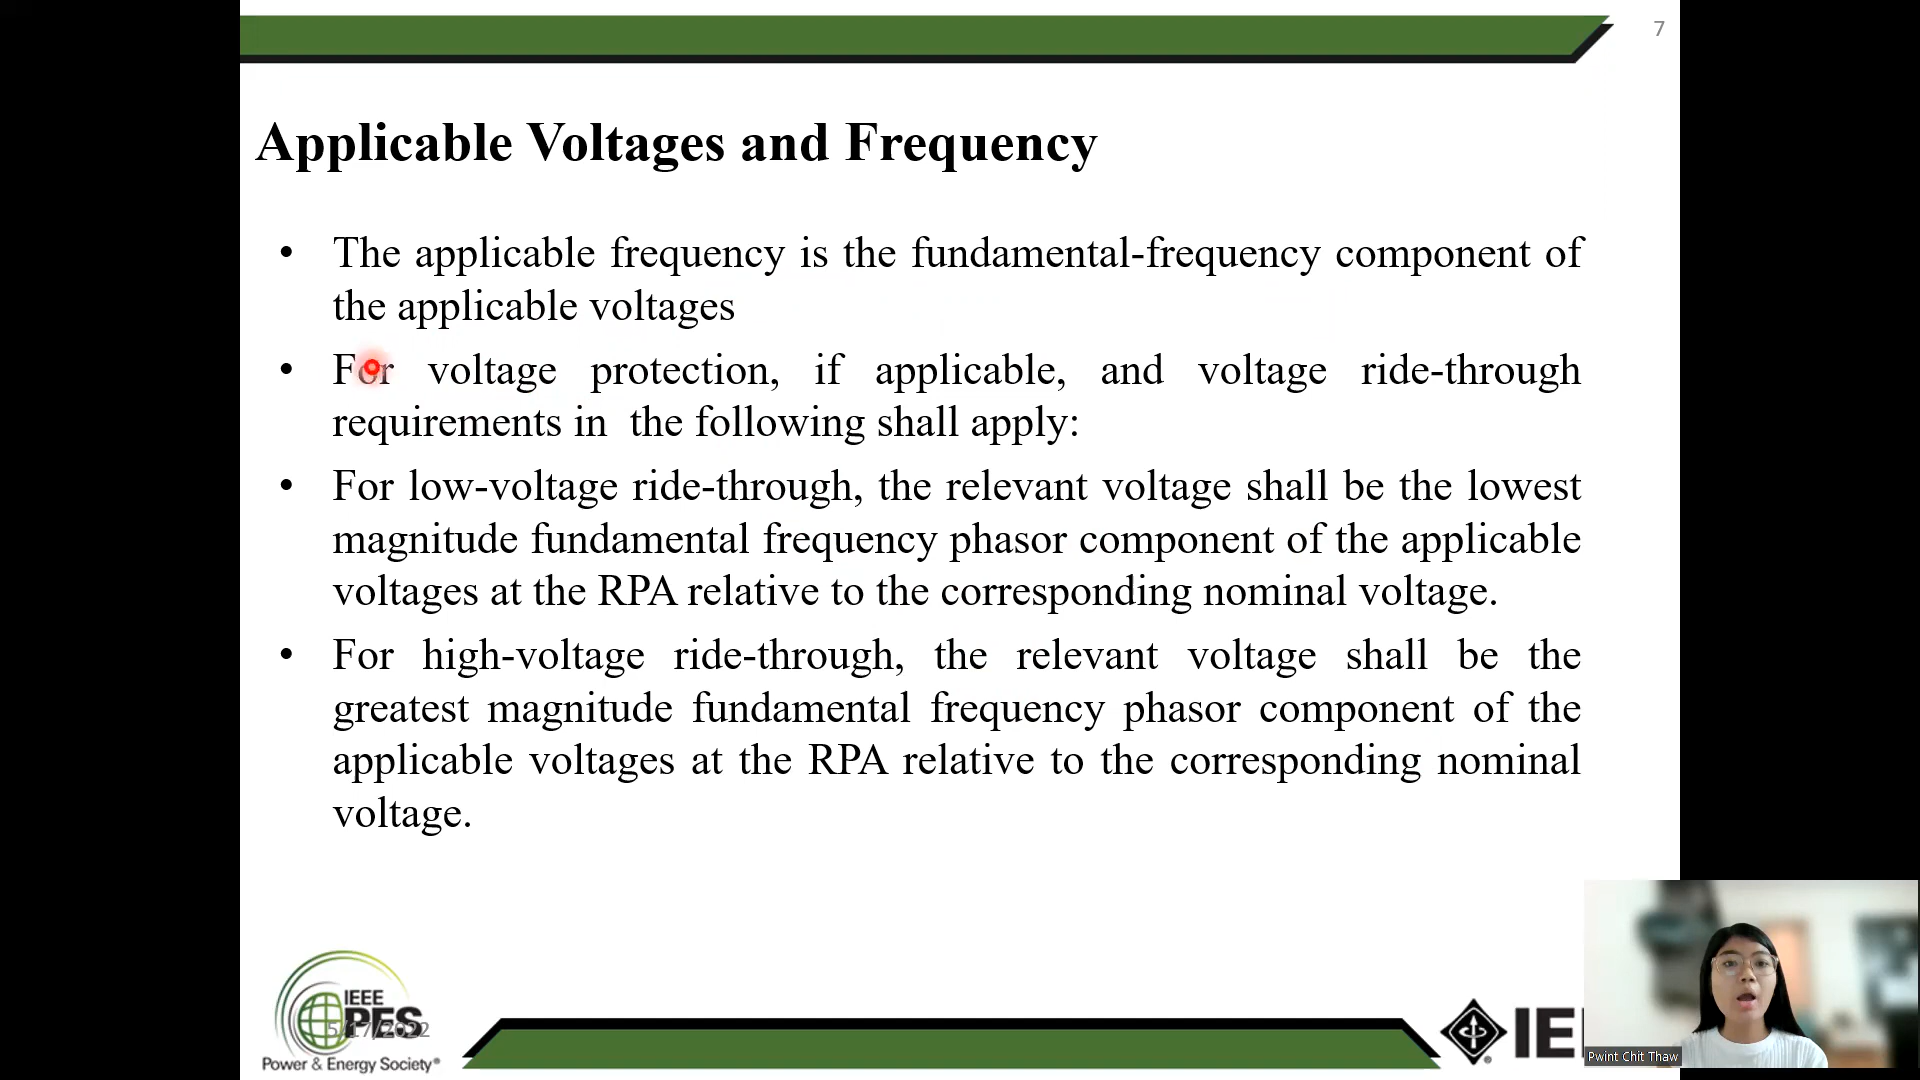 7
Applicable Voltages and Frequency
• The applicable frequency is the fundamental-frequency component of
the applicable voltages
• For voltage protection, if applicable, and voltage ride-through
requirements in the following shall apply:
• For low-voltage ride-through, the relevant voltage shall be the lowest
magnitude fundamental frequency phasor component of the applicable
voltages at the RPA relative to the corresponding nominal voltage.
• For high-voltage ride-through, the relevant voltage shall be the
greatest magnitude fundamental frequency phasor component of the
applicable voltages at the RPA relative to the corresponding nominal
voltage.
IEEE
PES
5/17/2022
Power & Energy Society®
IE
Pwint Chit Thaw